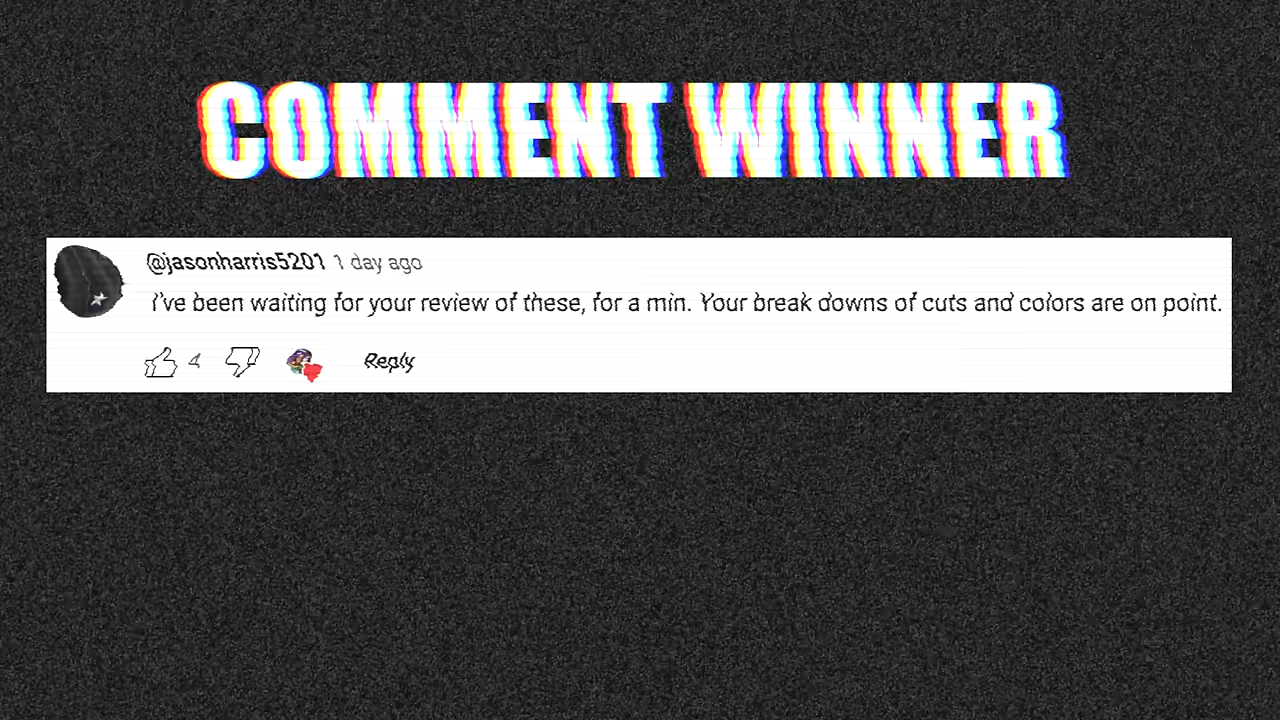 COMMENT WINNER
@jasonharris5201 1 day ago
I've been waiting for your review of these, for a min. Your break downs of cuts and colors are on point.
4 Reply